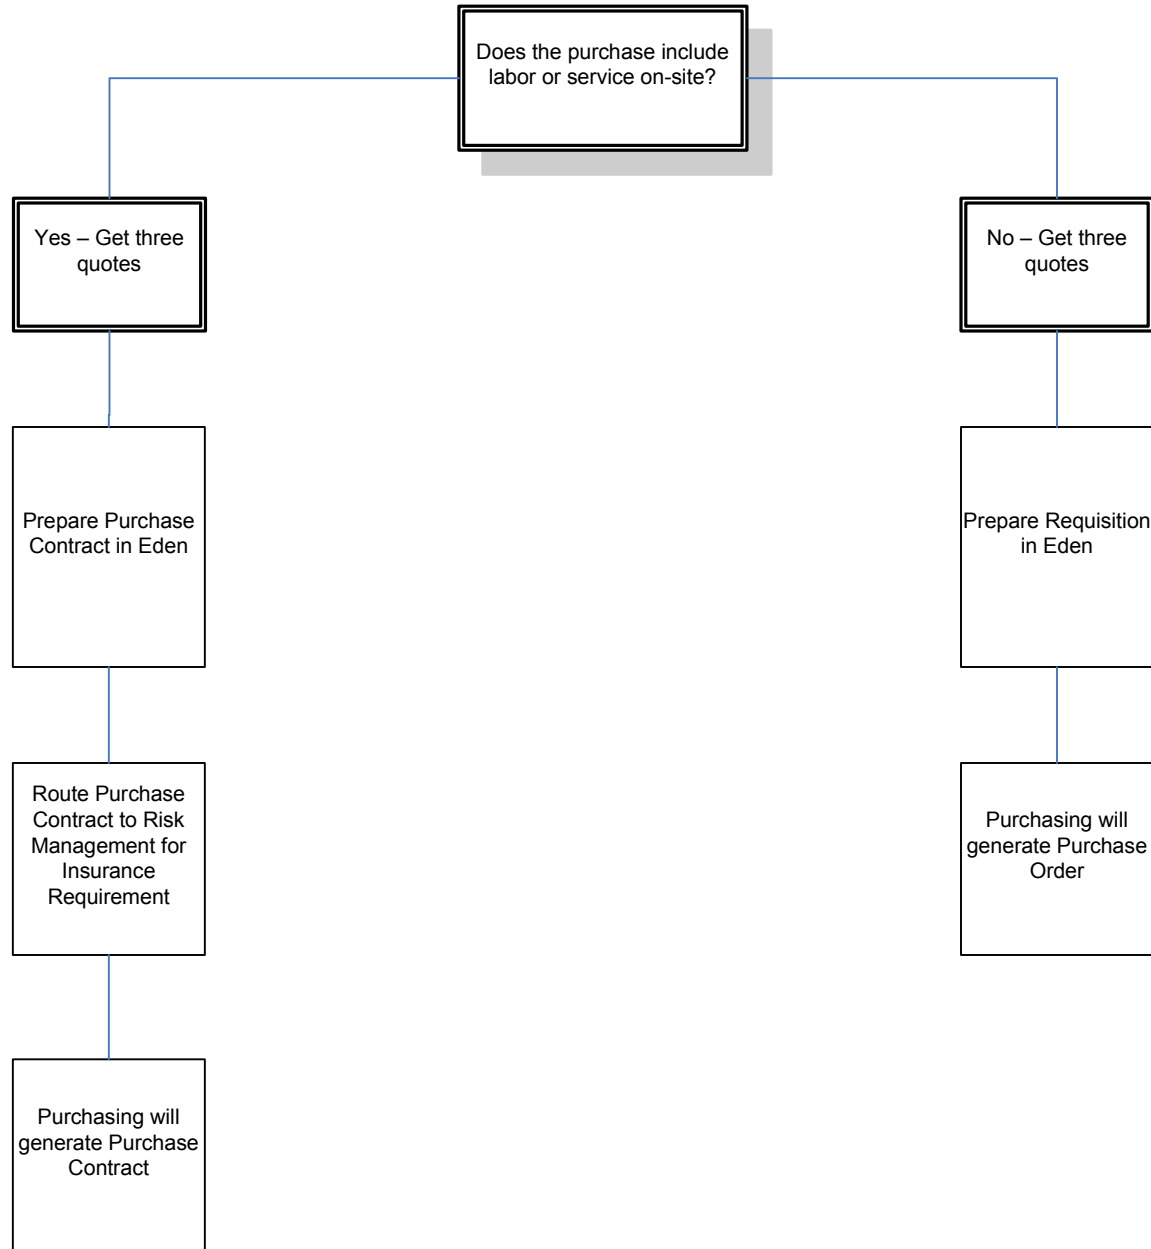 Does the purchase include
labor or service on-site?
Yes – Get three
quotes
No – Get three
quotes
Prepare Purchase
Contract in Eden
Prepare Requisition
in Eden
Route Purchase
Contract to Risk
Management for
Insurance
Requirement
Purchasing will
generate Purchase
Order
Purchasing will
generate Purchase
Contract